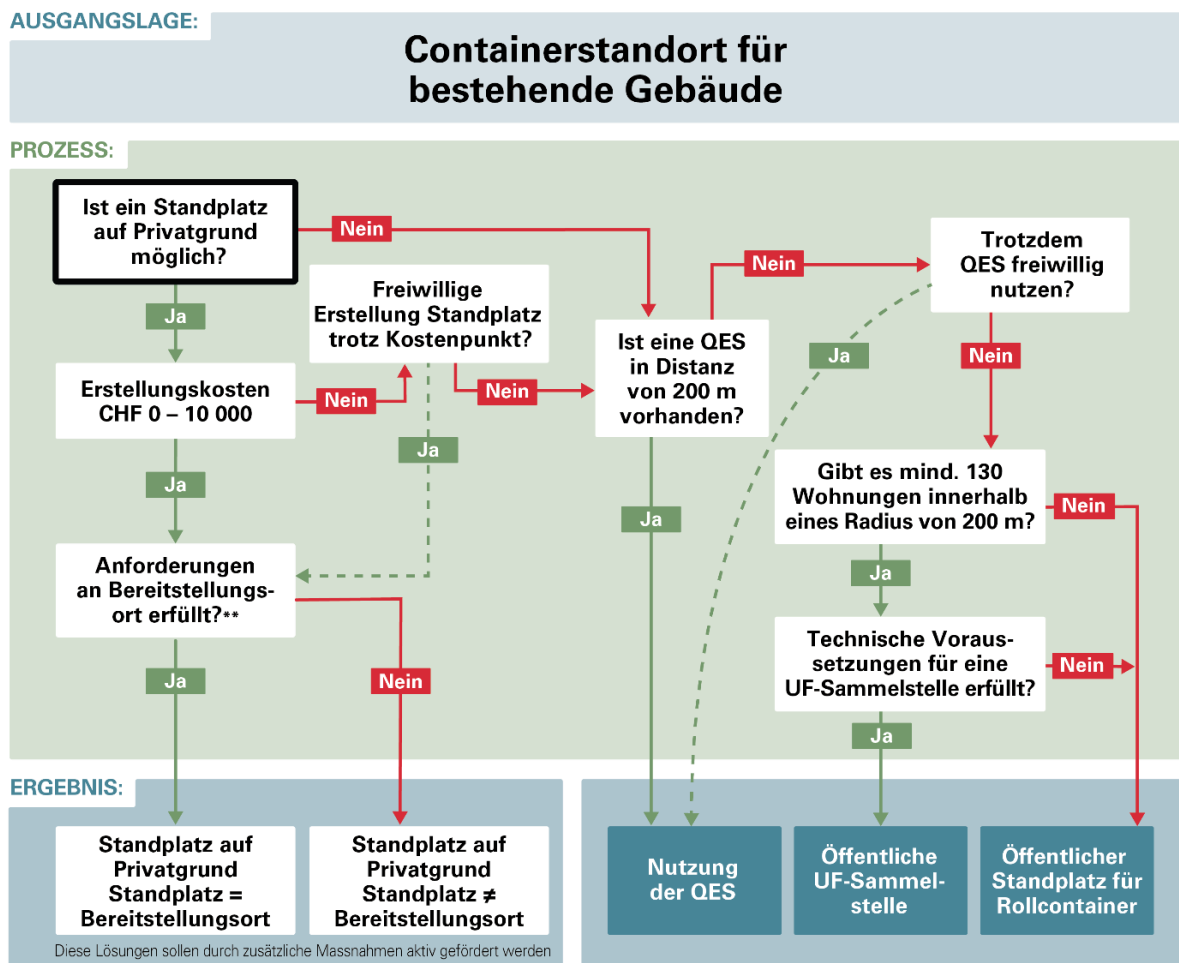 AUSGANGSLAGE:
Containerstandort für
bestehende Gebäude
PROZESS:
Ist ein Standplatz
auf Privatgrund
möglich?
Nein
Ja
Freiwillige
Erstellung Standplatz
trotz Kostenpunkt?
Nein
Ja
Erstellungskosten
CHF 0 – 10 000
Nein
Ja
Anforderungen
an Bereitstellungs-
ort erfüllt?**
Ja
Nein
Ist eine QES
in Distanz
von 200 m
vorhanden?
Nein
Ja
Trotzdem
QES freiwillig
nutzen?
Ja
Nein
Gibt es mind. 130
Wohnungen innerhalb
eines Radius von 200 m?
Nein
Ja
Technische Voraus-
setzungen für eine
UF-Sammelstelle erfüllt?
Nein
Ja
ERGEBNIS:
Standplatz auf
Privatgrund
Standplatz =
Bereitstellungsort
Standplatz auf
Privatgrund
Standplatz ≠
Bereitstellungsort
Diese Lösungen sollen durch zusätzliche Massnahmen aktiv gefördert werden
Nutzung
der QES
Öffentliche
UF-Sammel-
stelle
Öffentlicher
Standplatz für
Rollcontainer